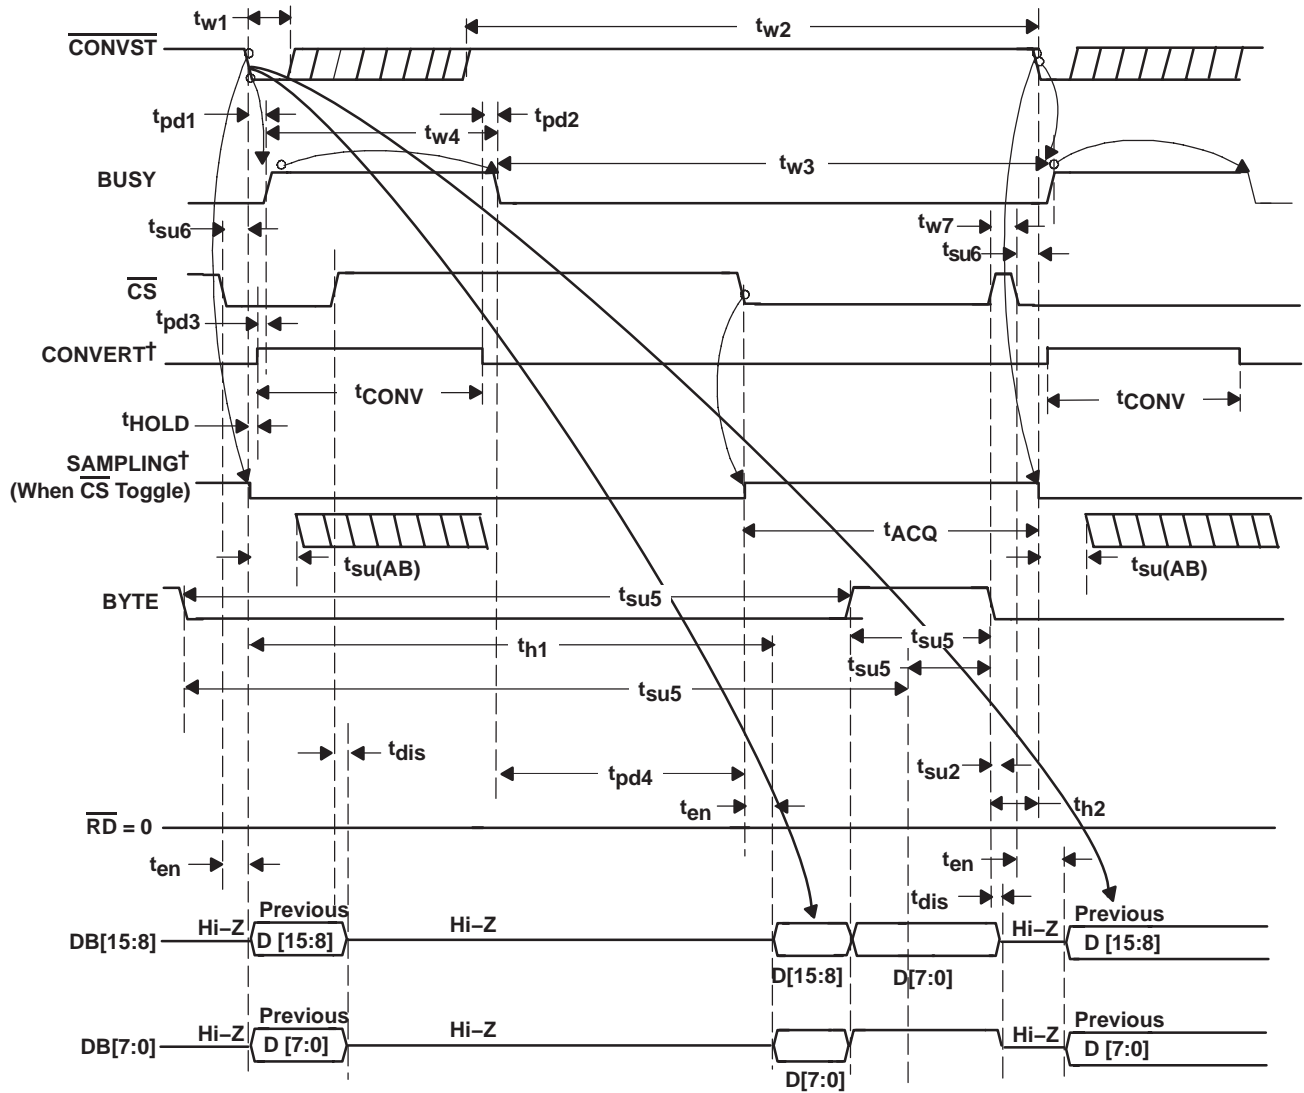 tw1
tw2
CONVST
tpd1
tw4
tpd2
tw3
BUSY
tsu6
tw7
tsu6
CS
tpd3
CONVERT†
tCONV
tCONV
tHOLD
SAMPLING†
(When CS Toggle)
tACQ
tsu(AB)
tsu(AB)
BYTE
tsu5
tsu5
th1
tsu5
tsu5
tdis
tpd4
tsu2
ten
th2
RD = 0
ten
ten
tdis
Previous
Previous
Hi–Z
Hi–Z
Hi–Z
DB[15:8]
D [15:8]
D [15:8]
D[15:8]
D[7:0]
Previous
Previous
Hi–Z
Hi–Z
Hi–Z
DB[7:0]
D [7:0]
D [7:0]
D[7:0]